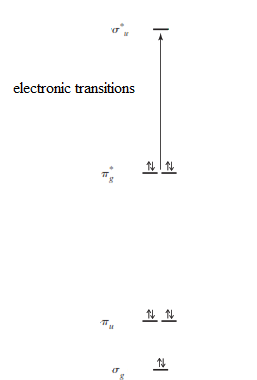 σ*u
electronic transitions
π*g
πu
σg